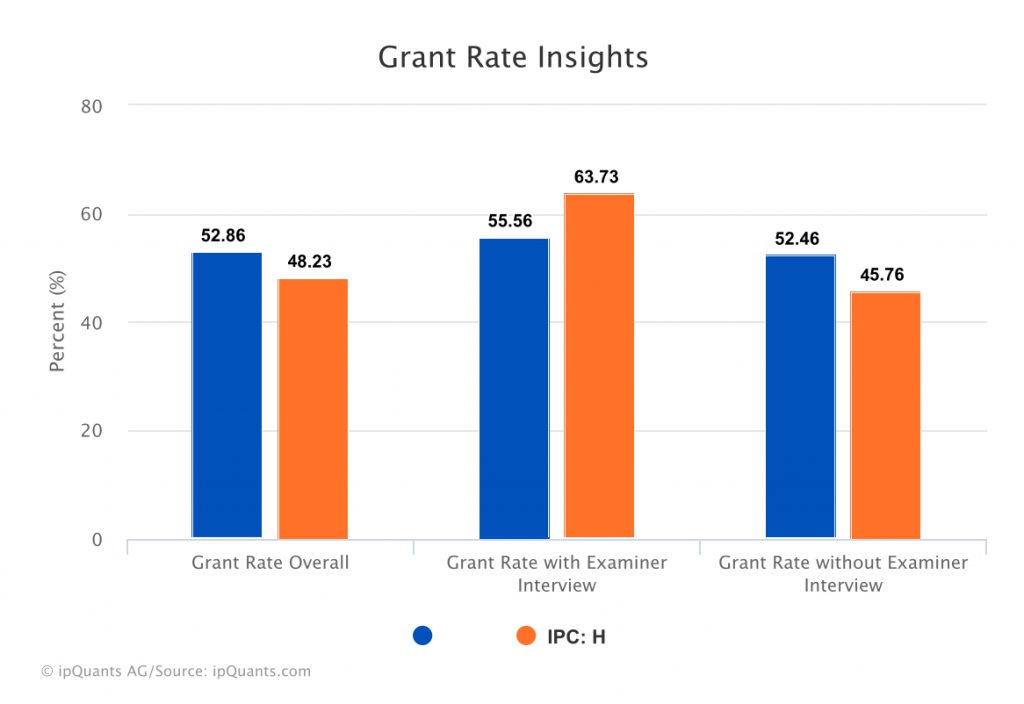 Grant Rate Insights
80
60
40
20
0
Percent (%)
52.86
48.23
55.56
63.73
52.46
45.76
Grant Rate Overall
Grant Rate with Examiner
Interview
Grant Rate without Examiner
Interview
IPC: H
© ipQuants AG/Source: ipQuants.com